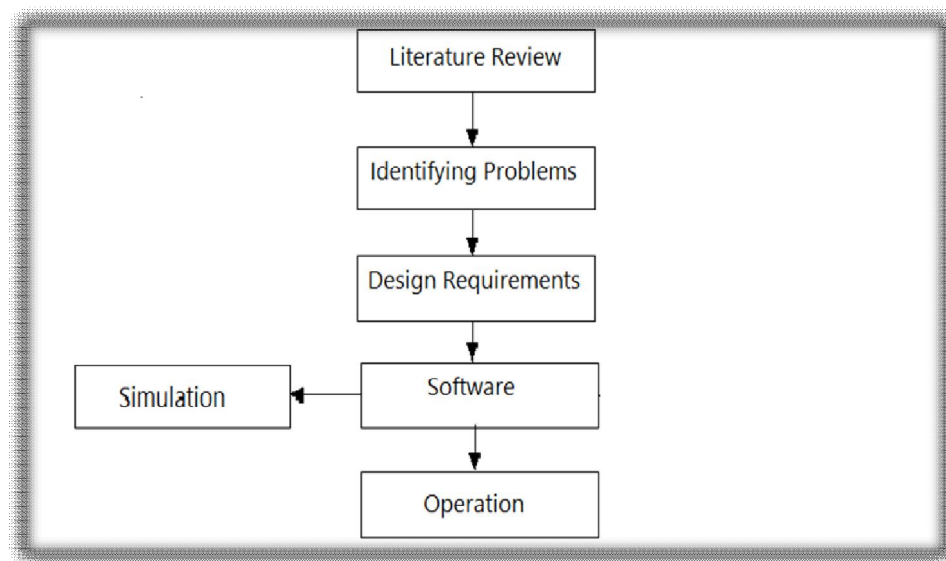 Literature Review
Identifying Problems
Design Requirements
Software
Simulation
Operation